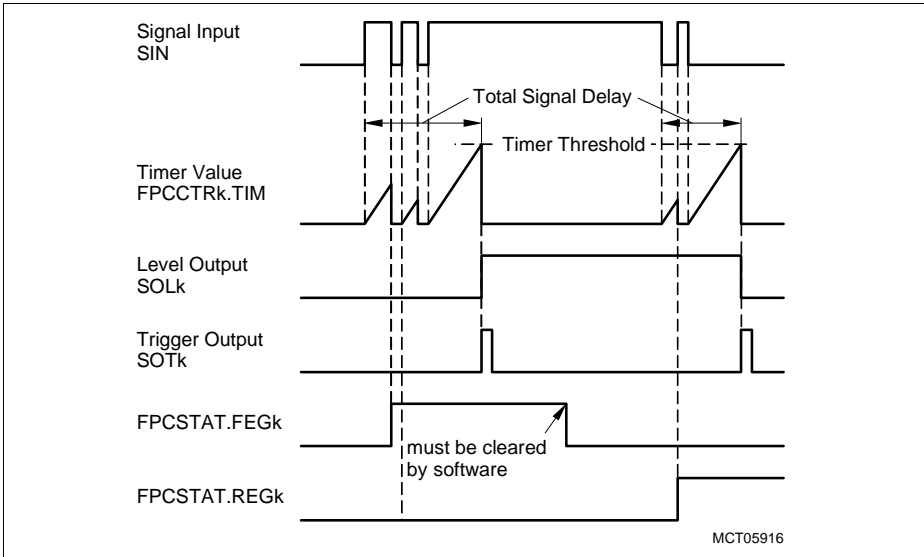 Signal Input
SIN
Total Signal Delay
Timer Threshold
Timer Value
FPCCTRk.TIM
Level Output
SOLk
Trigger Output
SOTk
FPCSTAT.FEGk
must be cleared
by software
FPCSTAT.REGk
MCT05916